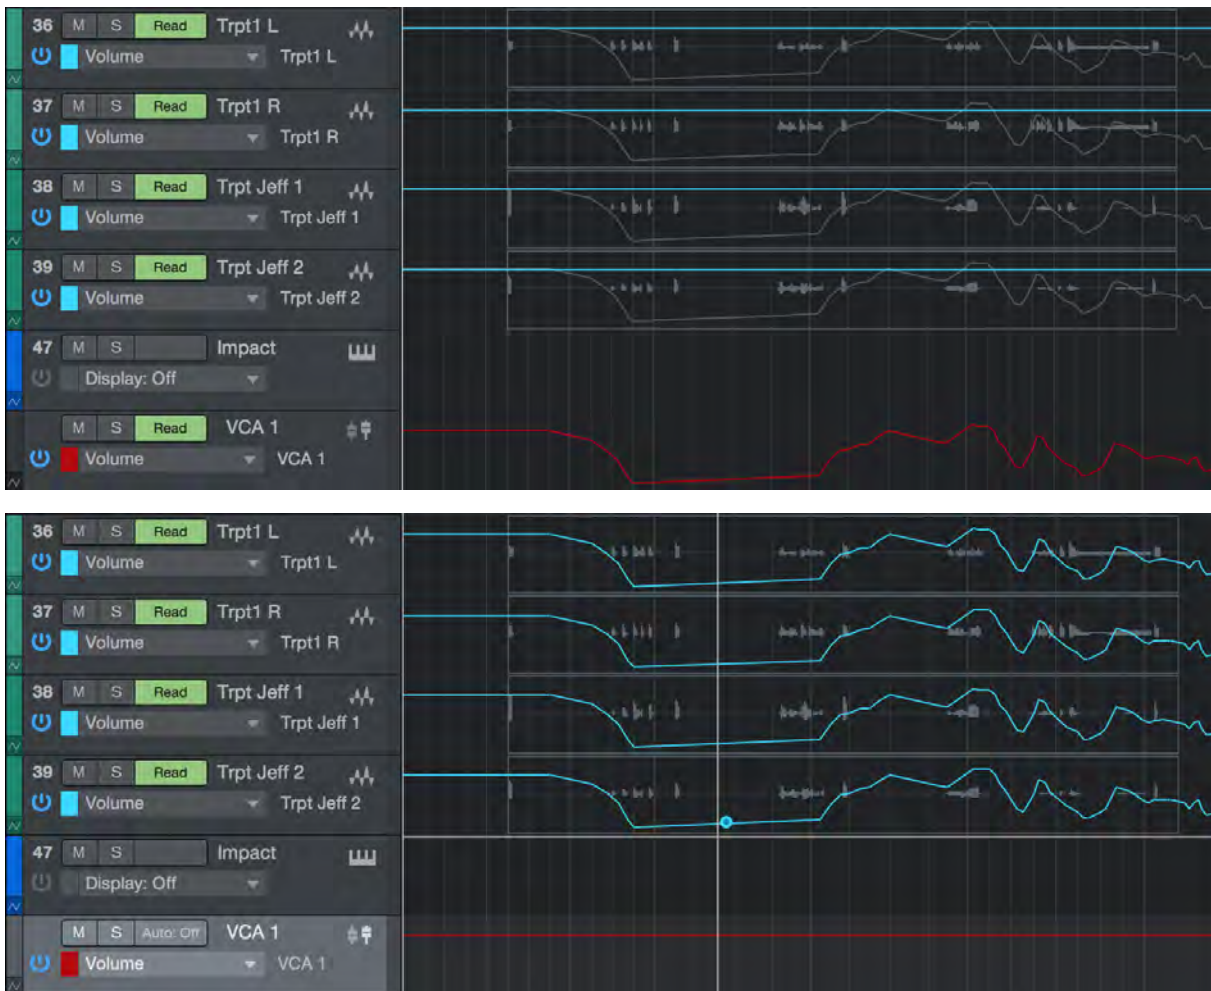 36 M S Read Trpt1 L
Volume Trpt1 L
37 M S Read Trpt1 R
Volume Trpt1 R
38 M S Read Trpt Jeff 1
Volume Trpt Jeff 1
39 M S Read Trpt Jeff 2
Volume Trpt Jeff 2
47 M S Impact
Display: Off
M S Read VCA 1
Volume VCA 1
36 M S Read Trpt1 L
Volume Trpt1 L
37 M S Read Trpt1 R
Volume Trpt1 R
38 M S Read Trpt Jeff 1
Volume Trpt Jeff 1
39 M S Read Trpt Jeff 2
Volume Trpt Jeff 2
47 M S Impact
Display: Off
M S Auto: Off VCA 1
Volume VCA 1